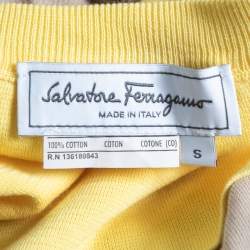 Salvatore Ferragamo
MADE IN ITALY
100% COTTON COTON COTONE (CO)
R.N 136180843
S